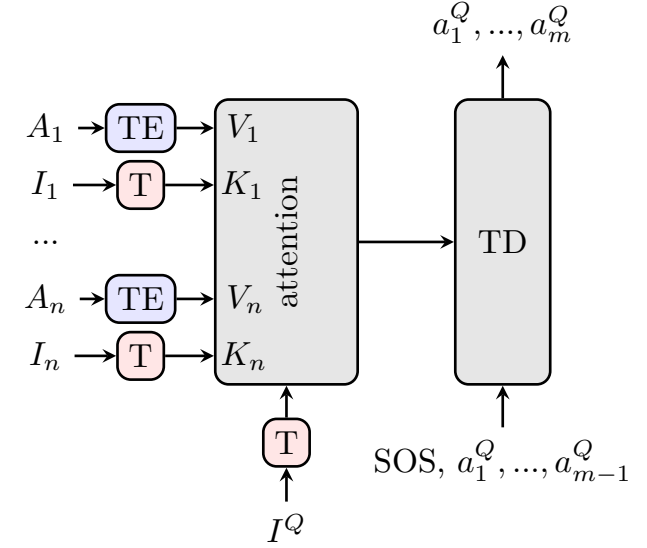 a_1^Q, ..., a_m^Q
A_1 TE V_1
I_1 T K_1
...
attention
TD
A_n TE V_n
I_n T K_n
T
SOS, a_1^Q, ..., a_{m-1}^Q
I^Q